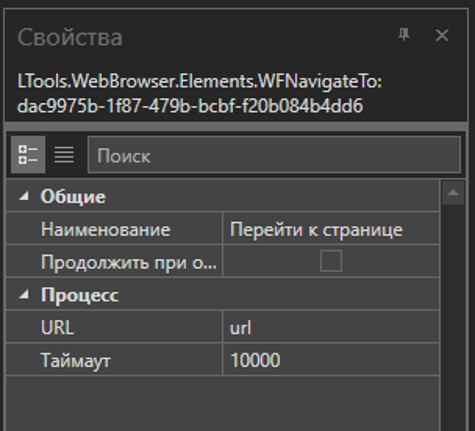 Свойства
LTools.WebBrowser.Elements.WFNavigateTo:
dac9975b-1f87-479b-bcbf-f20b084b4dd6
Поиск
Общие
Наименование Перейти к странице
Продолжить при о...
Процесс
URL url
Таймаут 10000